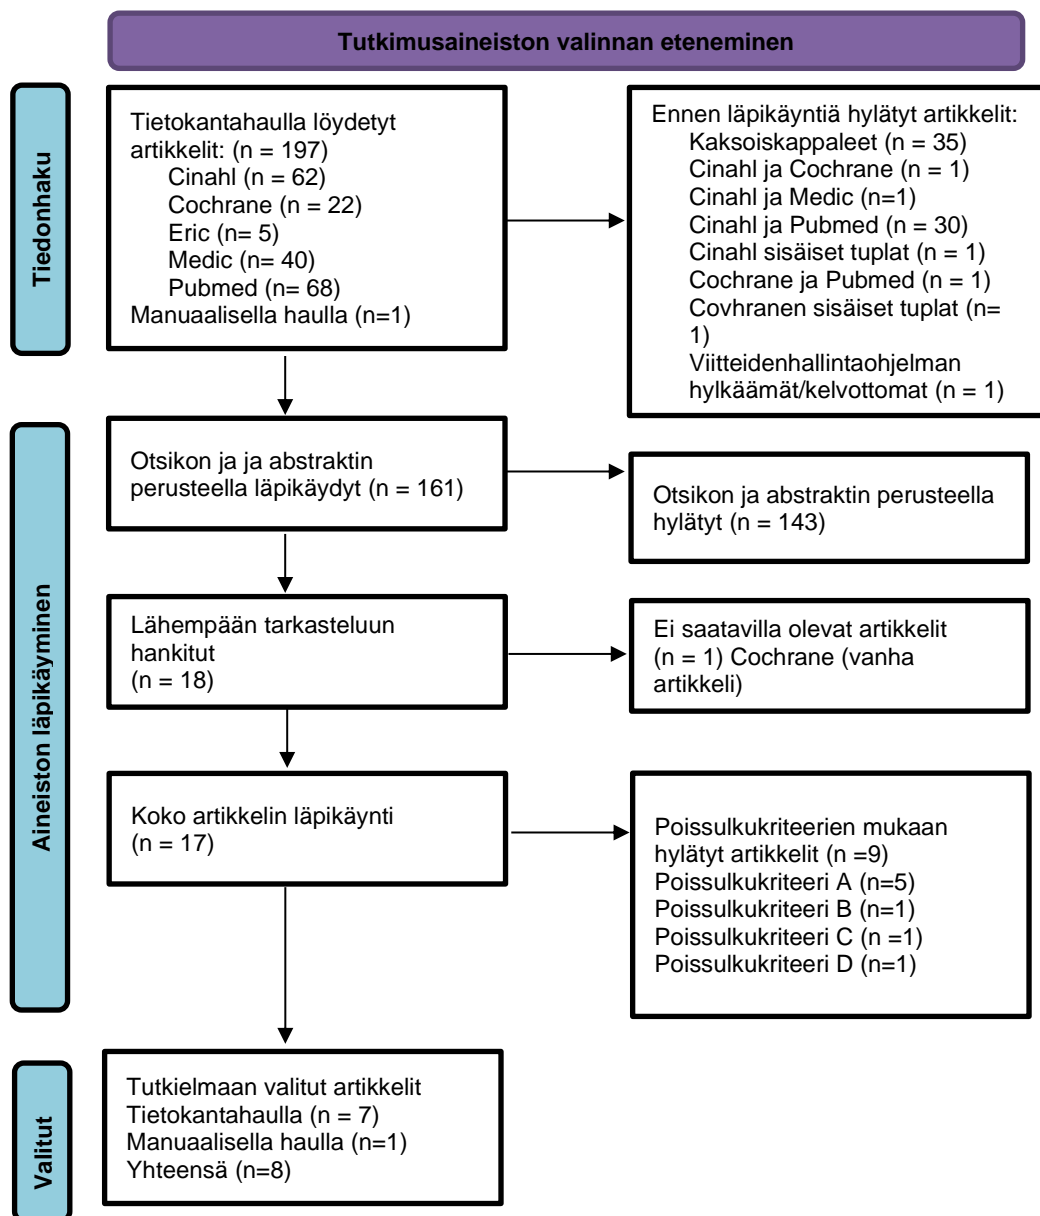 Tutkimusaineiston valinnan eteneminen
Tiedonhaku
Tietokantahaulla löydetyt
artikkelit: (n = 197)
Cinahl (n = 62)
Cochrane (n = 22)
Eric (n= 5)
Medic (n= 40)
Pubmed (n= 68)
Manuaalisella haulla (n=1)
Ennen läpikäyntiä hylätyt artikkelit:
Kaksoiskappaleet (n = 35)
Cinahl ja Cochrane (n = 1)
Cinahl ja Medic (n=1)
Cinahl ja Pubmed (n = 30)
Cinahl sisäiset tuplat (n = 1)
Cochrane ja Pubmed (n = 1)
Covhranen sisäiset tuplat (n=
1)
Viitteidenhallintaohjelman
hylkäämät/kelvottomat (n = 1)
Aineiston läpikäyminen
Otsikon ja ja abstraktin
perusteella läpikäydyt (n = 161)
Otsikon ja abstraktin perusteella
hylätyt (n = 143)
Lähempään tarkasteluun
hankitut
(n = 18)
Ei saatavilla olevat artikkelit
(n = 1) Cochrane (vanha
artikkeli)
Koko artikkelin läpikäynti
(n = 17)
Poissulkukriteerien mukaan
hylätyt artikkelit (n =9)
Poissulkukriteeri A (n=5)
Poissulkukriteeri B (n=1)
Poissulkukriteeri C (n =1)
Poissulkukriteeri D (n=1)
Valitut
Tutkielmaan valitut artikkelit
Tietokantahaulla (n = 7)
Manuaalisella haulla (n=1)
Yhteensä (n=8)